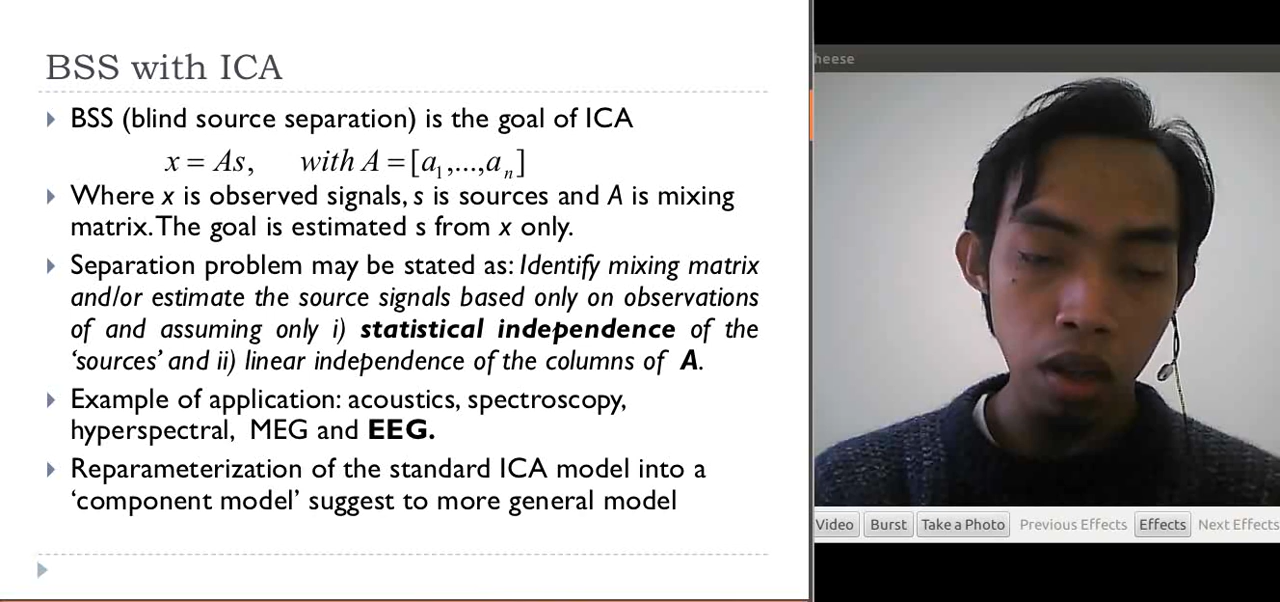 BSS with ICA
BSS (blind source separation) is the goal of ICA
x = As, with A = [a1,...,an]
Where x is observed signals, s is sources and A is mixing
matrix. The goal is estimated s from x only.
Separation problem may be stated as: Identify mixing matrix
and/or estimate the source signals based only on observations
of and assuming only i) statistical independence of the
‘sources’ and ii) linear independence of the columns of A.
Example of application: acoustics, spectroscopy,
hyperspectral, MEG and EEG.
Reparameterization of the standard ICA model into a
‘component model’ suggest to more general model
heese
Video Burst Take a Photo Previous Effects Effects Next Effects